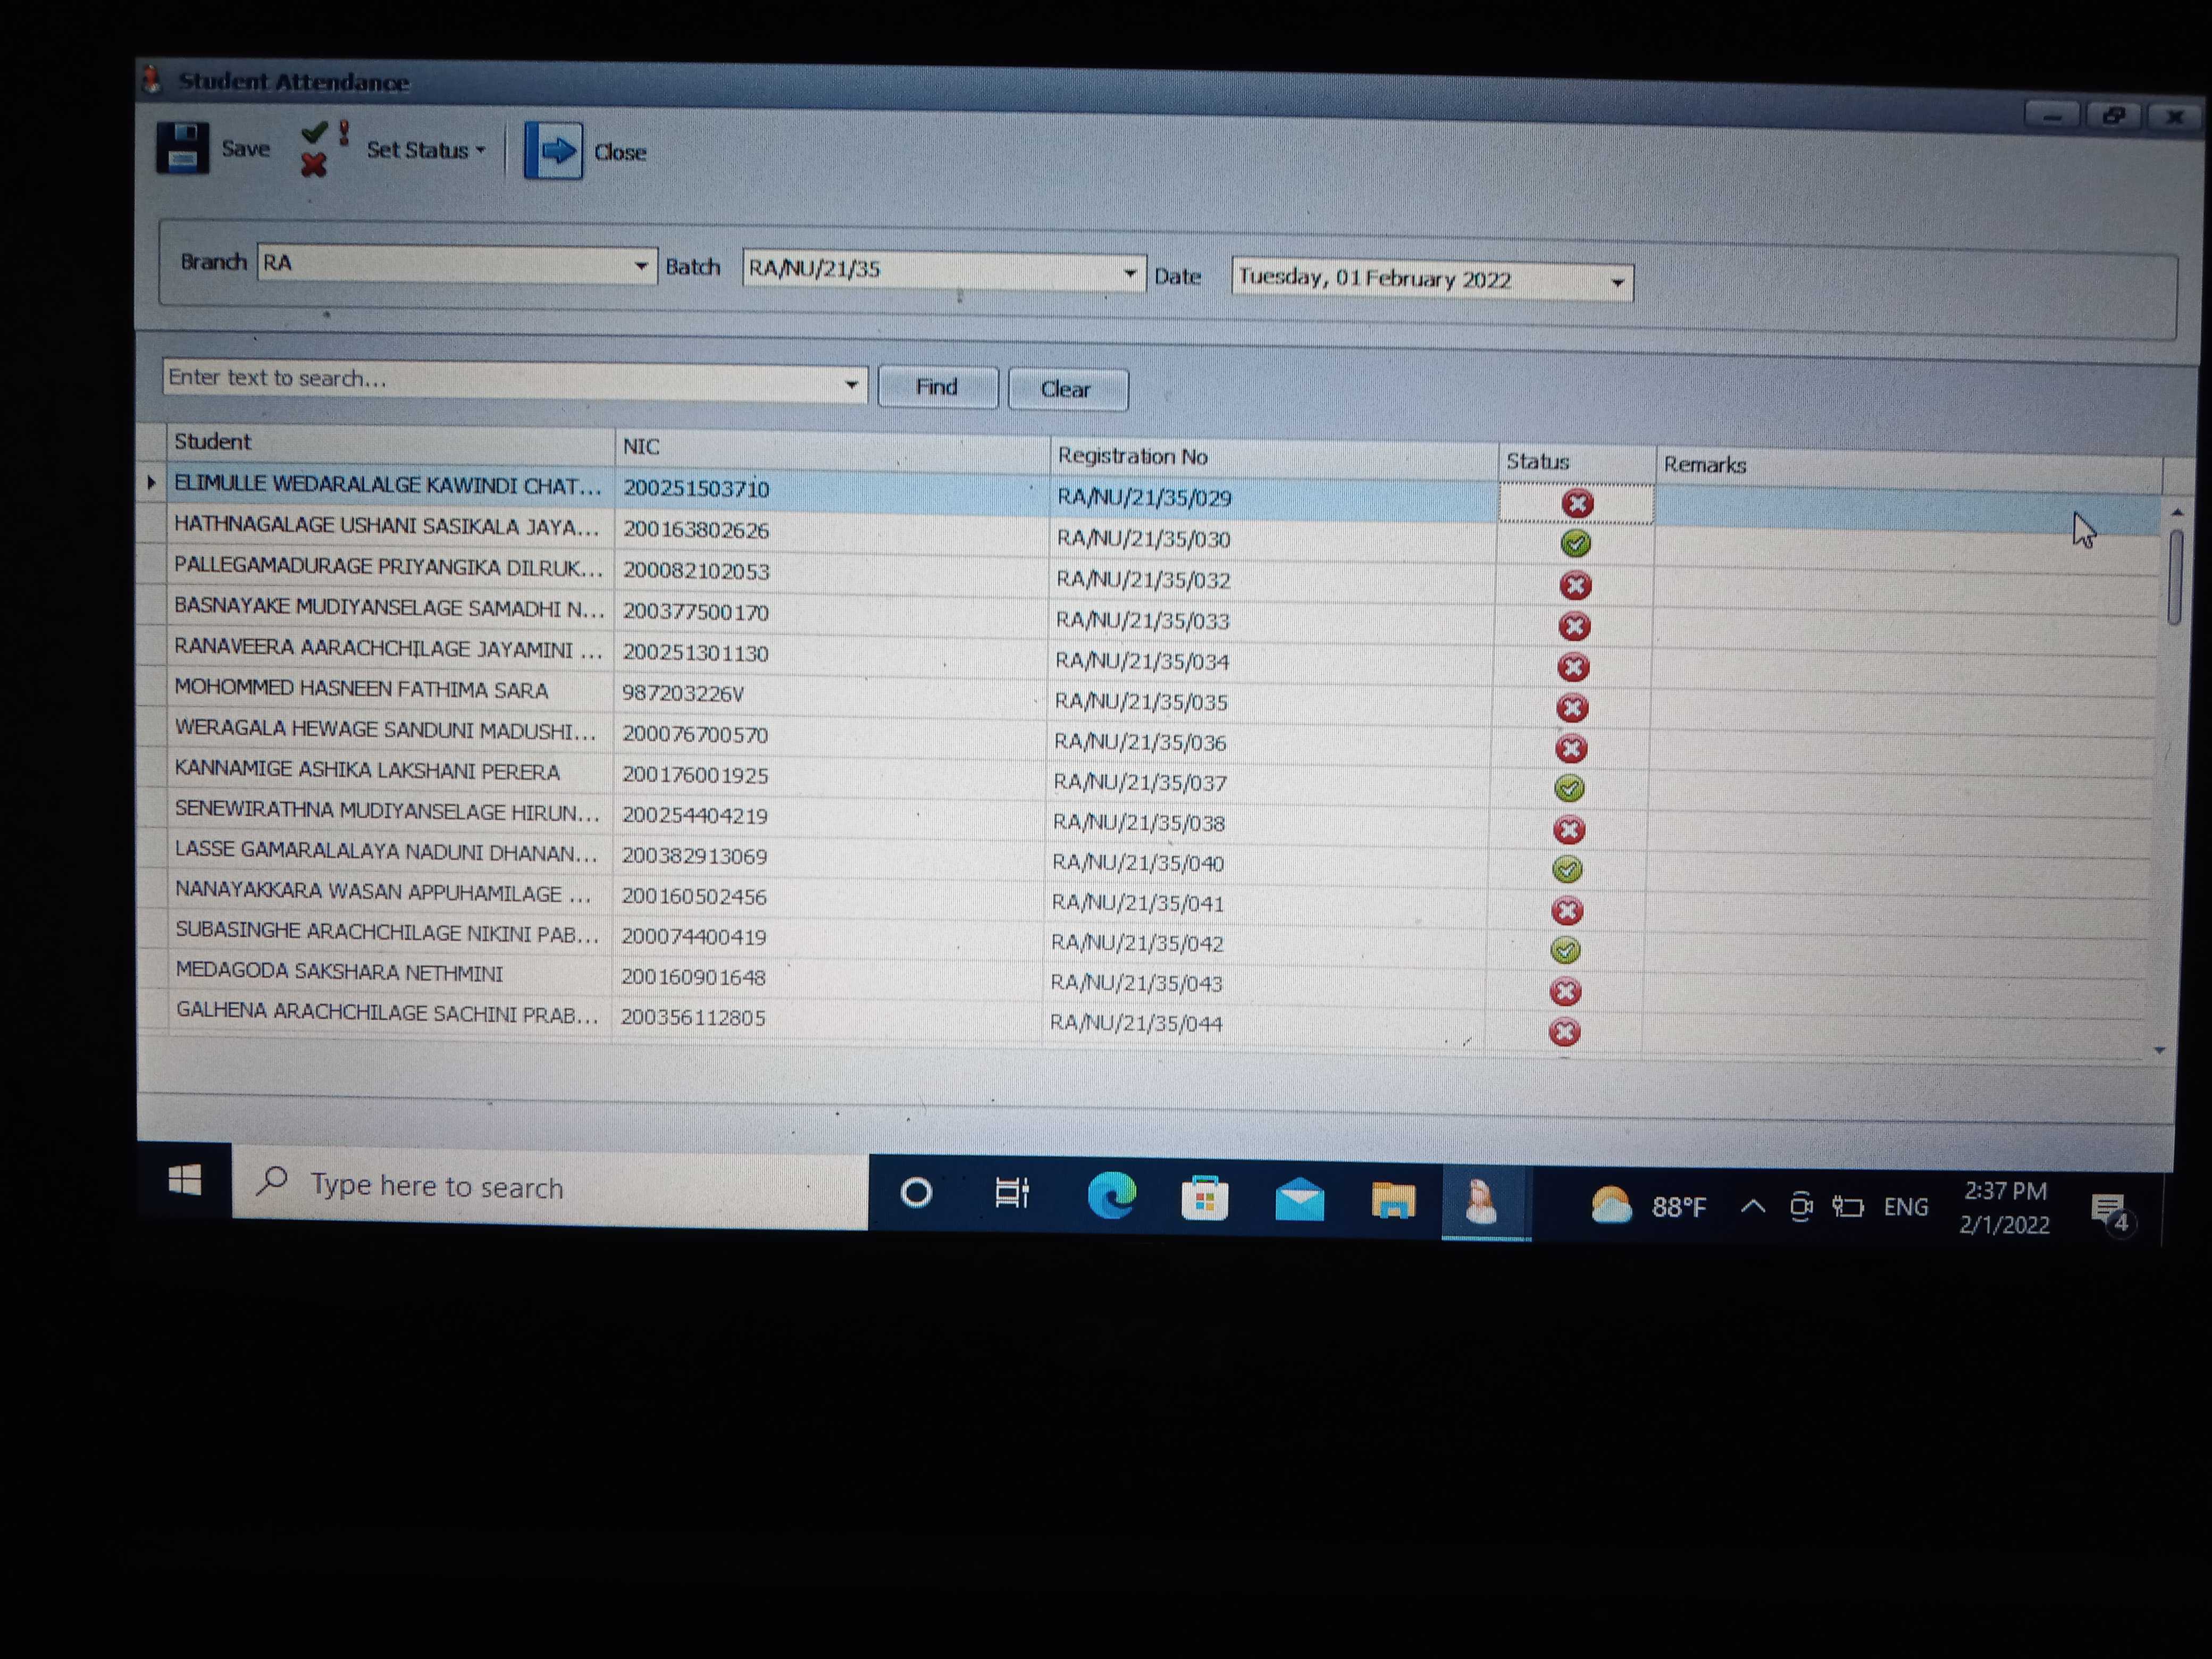 Student Attendance
Save Set Status Close
Branch RA Batch RA/NU/21/35 Date Tuesday, 01 February 2022
Enter text to search... Find Clear
Student NIC Registration No Status Remarks
ELIMULLE WEDARALALGE KAWINDI CHAT... 200251503710 RA/NU/21/35/029
HATHNAGALAGE USHANI SASIKALA JAYA... 200163802626 RA/NU/21/35/030
PALLEGAMADURAGE PRIYANGIKA DILRUK... 200082102053 RA/NU/21/35/032
BASNAYAKE MUDIYANSELAGE SAMADHI N... 200377500170 RA/NU/21/35/033
RANAVEERA AARACHCHILAGE JAYAMINI ... 200251301130 RA/NU/21/35/034
MOHOMMED HASNEEN FATHIMA SARA 987203226V RA/NU/21/35/035
WERAGALA HEWAGE SANDUNI MADUSHI... 200076700570 RA/NU/21/35/036
KANNAMIGE ASHIKA LAKSHANI PERERA 200176001925 RA/NU/21/35/037
SENEWIRATHNA MUDIYANSELAGE HIRUN... 200254404219 RA/NU/21/35/038
LASSE GAMARALALAYA NADUNI DHANAN... 200382913069 RA/NU/21/35/040
NANAYAKKARA WASAN APPUHAMILAGE ... 200160502456 RA/NU/21/35/041
SUBASINGHE ARACHCHILAGE NIKINI PAB... 200074400419 RA/NU/21/35/042
MEDAGODA SAKSHARA NETHMINI 200160901648 RA/NU/21/35/043
GALHENA ARACHCHILAGE SACHINI PRAB... 200356112805 RA/NU/21/35/044
Type here to search 88°F ENG 2:37 PM
2/1/2022 4